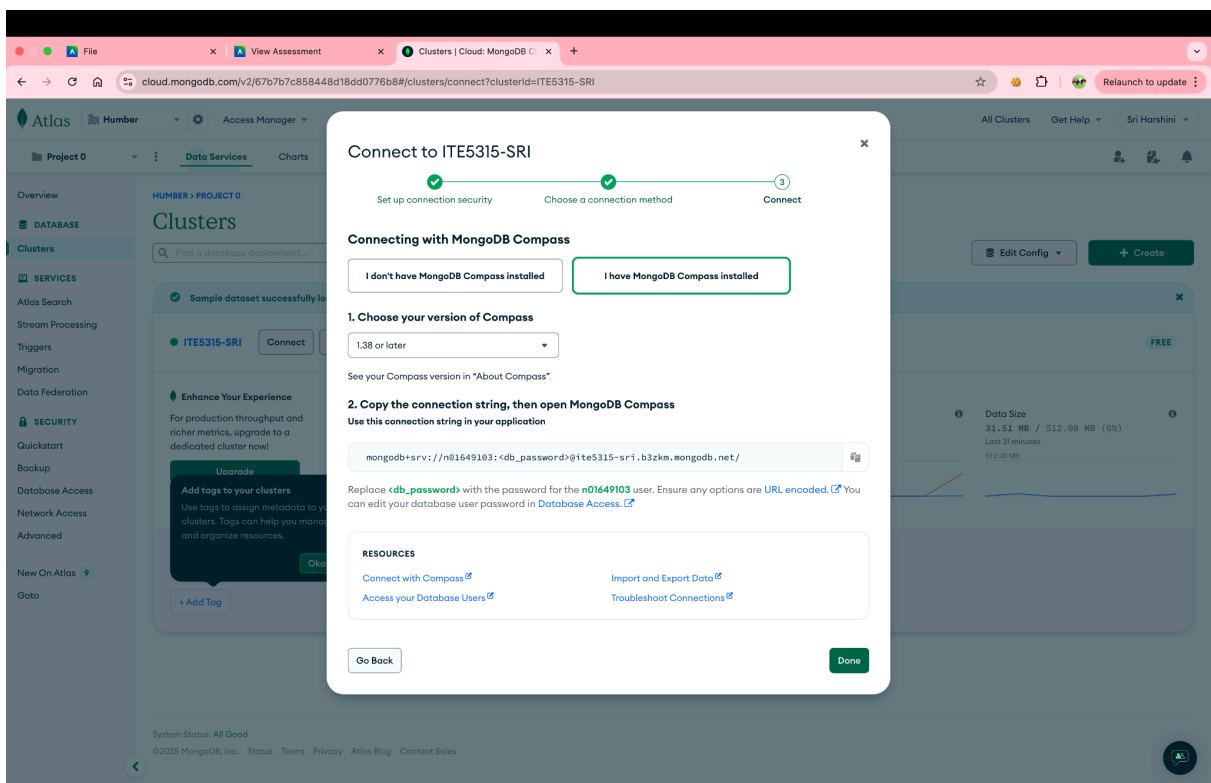 File
View Assessment
Clusters | Cloud: MongoDB C
cloud.mongodb.com/v2/67b7b7c858448d18dd0776b8#/clusters/connect?clusterId=ITE5315-SRI
Relaunch to update
Atlas
Humber
Access Manager
All Clusters
Get Help
Sri Harshini
Project 0
Data Services
Charts
Overview
DATABASE
Clusters
SERVICES
Atlas Search
Stream Processing
Triggers
Migration
Data Federation
SECURITY
Quickstart
Backup
Database Access
Network Access
Advanced
New On Atlas 9
Goto
HUMBER > PROJECT 0
Clusters
Find a database deployment...
Edit Config
+ Create
Sample dataset successfully lo
ITE5315-SRI
Connect
FREE
Enhance Your Experience
For production throughput and
richer metrics, upgrade to a
dedicated cluster now!
Upgrade
Add tags to your clusters
Use tags to assign metadata to yo
clusters. Tags can help you manag
and organize resources.
Oka
+ Add Tag
Data Size
31.51 MB / 512.00 MB (6%)
Last 31 minutes
512.00 MB
Connect to ITE5315-SRI
Set up connection security
Choose a connection method
3
Connect
Connecting with MongoDB Compass
I don't have MongoDB Compass installed
I have MongoDB Compass installed
1. Choose your version of Compass
1.38 or later
See your Compass version in "About Compass"
2. Copy the connection string, then open MongoDB Compass
Use this connection string in your application
mongodb+srv://n01649103:<db_password>@ite5315-sri.b3zkm.mongodb.net/
Replace <db_password> with the password for the n01649103 user. Ensure any options are URL encoded. You
can edit your database user password in Database Access.
RESOURCES
Connect with Compass
Import and Export Data
Access your Database Users
Troubleshoot Connections
Go Back
Done
System Status: All Good
©2025 MongoDB, Inc. Status Terms Privacy Atlas Blog Contact Sales